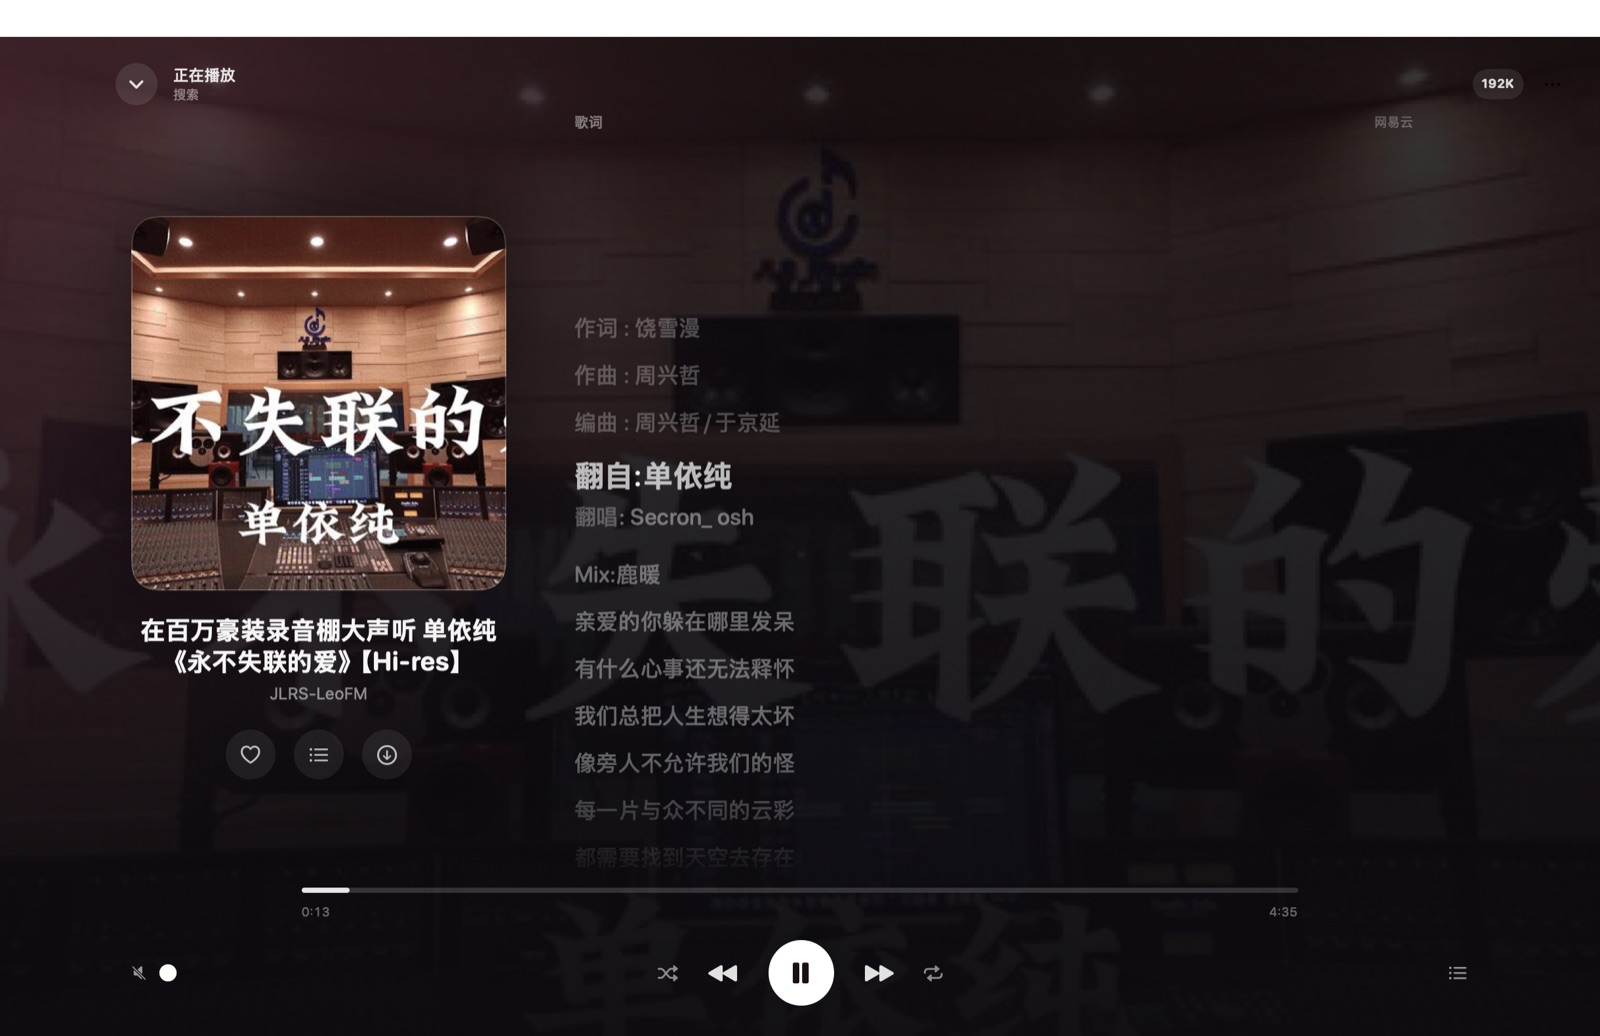 正在播放
搜索
192K
歌词
网易云
不失联的
单依纯
在百万豪装录音棚大声听 单依纯
《永不失联的爱》【Hi-res】
JLRS-LeoFM
作词 : 饶雪漫
作曲 : 周兴哲
编曲 : 周兴哲/于京延
翻自:单依纯
翻唱: Secron_ osh
Mix:鹿暖
亲爱的你躲在哪里发呆
有什么心事还无法释怀
我们总把人生想得太坏
像旁人不允许我们的怪
每一片与众不同的云彩
都需要找到天空去存在
0:13
4:35